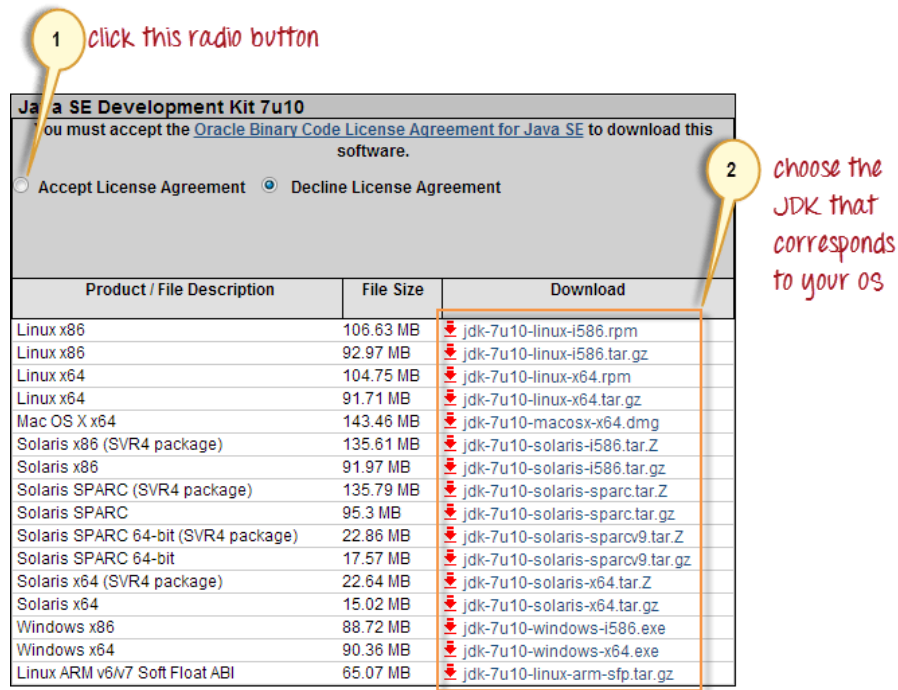 1 click this radio button
Java SE Development Kit 7u10
You must accept the Oracle Binary Code License Agreement for Java SE to download this
software.
Accept License Agreement Decline License Agreement
2 choose the
JDK that
corresponds
to your OS
Product / File Description File Size Download
Linux x86 106.63 MB jdk-7u10-linux-i586.rpm
Linux x86 92.97 MB jdk-7u10-linux-i586.tar.gz
Linux x64 104.75 MB jdk-7u10-linux-x64.rpm
Linux x64 91.71 MB jdk-7u10-linux-x64.tar.gz
Mac OS X x64 143.46 MB jdk-7u10-macosx-x64.dmg
Solaris x86 (SVR4 package) 135.61 MB jdk-7u10-solaris-i586.tar.Z
Solaris x86 91.97 MB jdk-7u10-solaris-i586.tar.gz
Solaris SPARC (SVR4 package) 135.79 MB jdk-7u10-solaris-sparc.tar.Z
Solaris SPARC 95.3 MB jdk-7u10-solaris-sparc.tar.gz
Solaris SPARC 64-bit (SVR4 package) 22.86 MB jdk-7u10-solaris-sparcv9.tar.Z
Solaris SPARC 64-bit 17.57 MB jdk-7u10-solaris-sparcv9.tar.gz
Solaris x64 (SVR4 package) 22.64 MB jdk-7u10-solaris-x64.tar.Z
Solaris x64 15.02 MB jdk-7u10-solaris-x64.tar.gz
Windows x86 88.72 MB jdk-7u10-windows-i586.exe
Windows x64 90.36 MB jdk-7u10-windows-x64.exe
Linux ARM v6/v7 Soft Float ABI 65.07 MB jdk-7u10-linux-arm-sfp.tar.gz